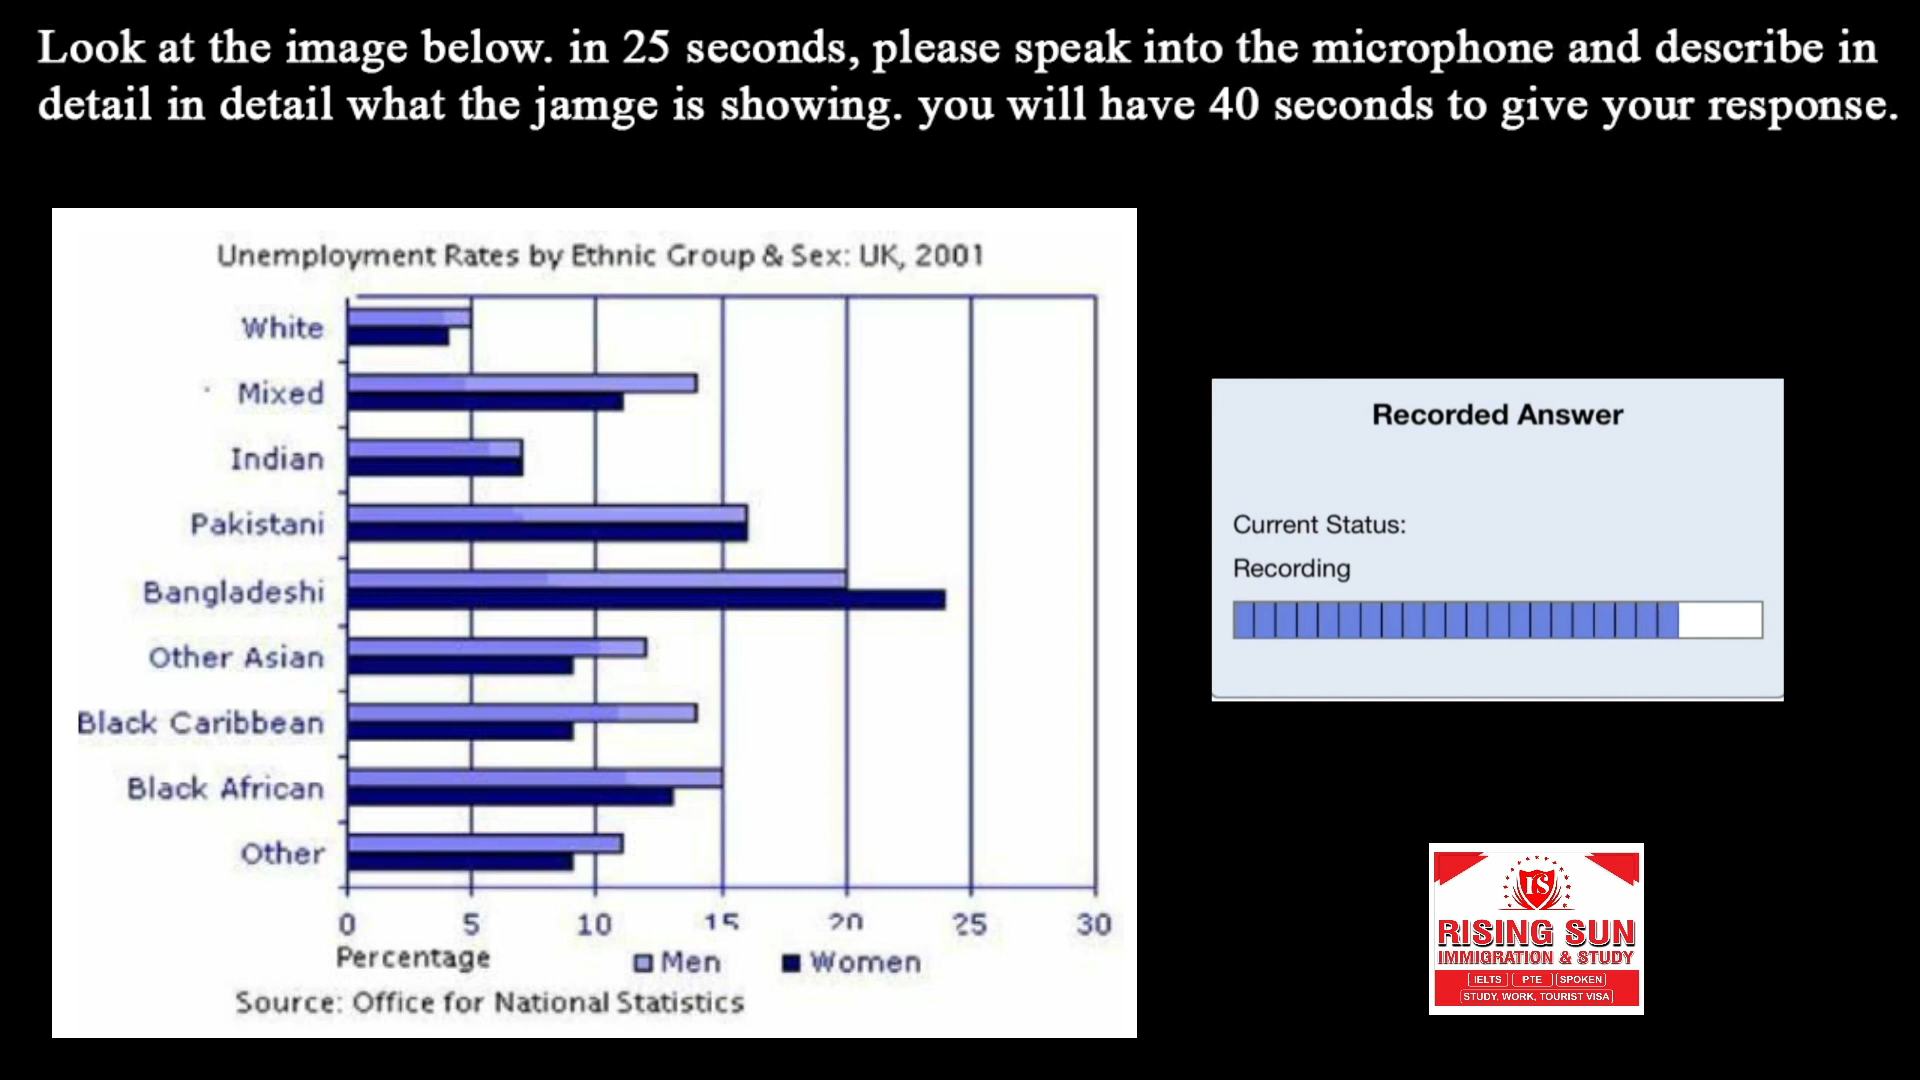 Look at the image below. in 25 seconds, please speak into the microphone and describe in
detail in detail what the jamge is showing. you will have 40 seconds to give your response.
Unemployment Rates by Ethnic Group & Sex: UK, 2001
White
Mixed
Indian
Pakistani
Bangladeshi
Other Asian
Black Caribbean
Black African
Other
0 5 10 15 20 25 30
Percentage
Men Women
Source: Office for National Statistics
Recorded Answer
Current Status:
Recording
RS
RISING SUN
IMMIGRATION & STUDY
IELTS PTE SPOKEN
STUDY, WORK, TOURIST VISA